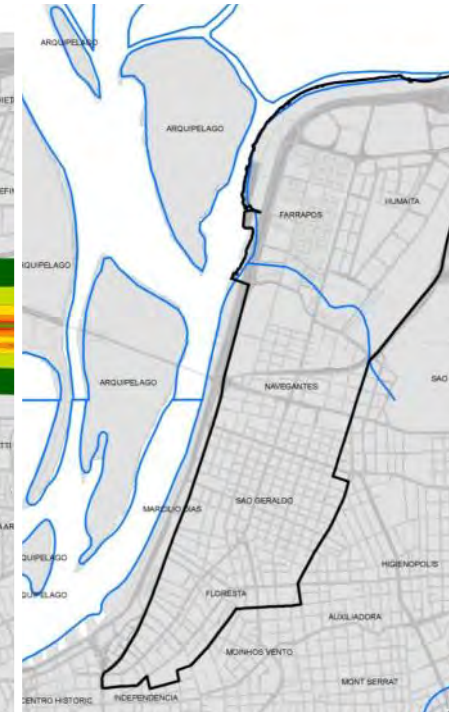 ARQUIPELAGO
ARQUIPELAGO
FARRAPOS
HUMAITA
ARQUIPELAGO
NAVEGANTES
SAO GERALDO
MARCILIO DIAS
HIGIENOPOLIS
FLORESTA
AUXILIADORA
MOINHOS VENTO
MONT SERRAT
CENTRO HISTORIC
INDEPENDENCIA
SAO